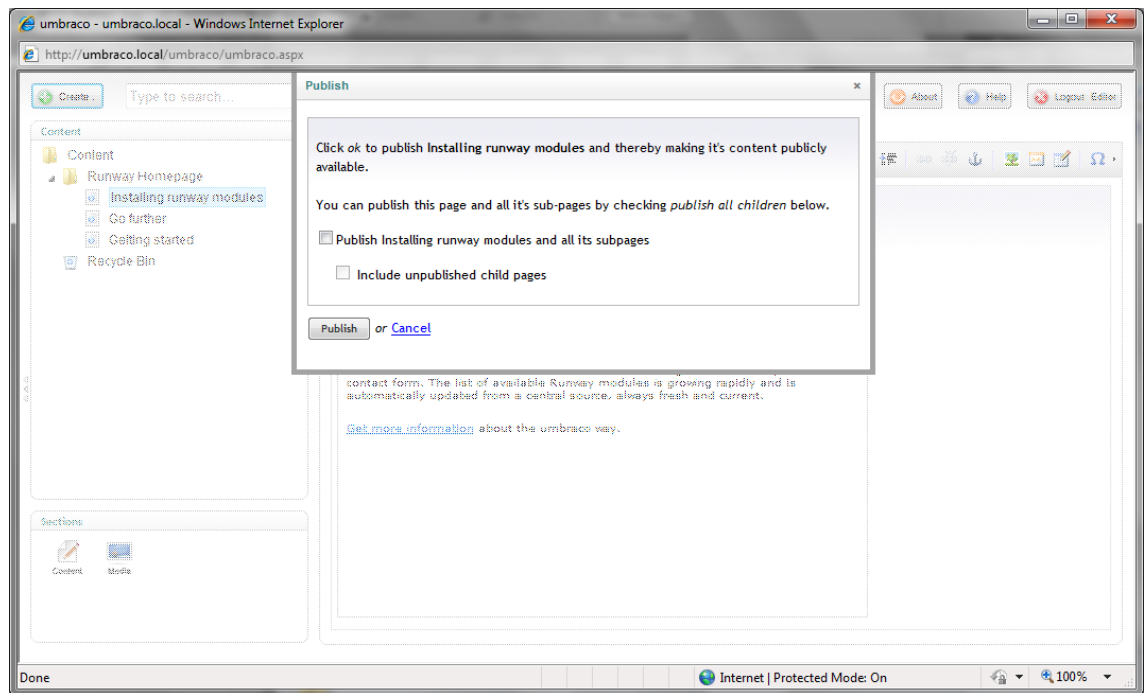 umbraco - umbraco.local - Windows Internet Explorer
http://umbraco.local/umbraco/umbraco.aspx
Create
Type to search...
Publish
About
Help
Logout: Editor
Content
Content
Runway Homepage
Installing runway modules
Go further
Getting started
Recycle Bin
Click ok to publish Installing runway modules and thereby making it's content publicly
available.
You can publish this page and all it's sub-pages by checking publish all children below.
Publish Installing runway modules and all its subpages
Include unpublished child pages
Publish or Cancel
contact form. The list of available Runway modules is growing rapidly and is
automatically updated from a central source, always fresh and current.
Get more information about the umbraco way.
Sections
Content
Media
Done
Internet | Protected Mode: On
100%